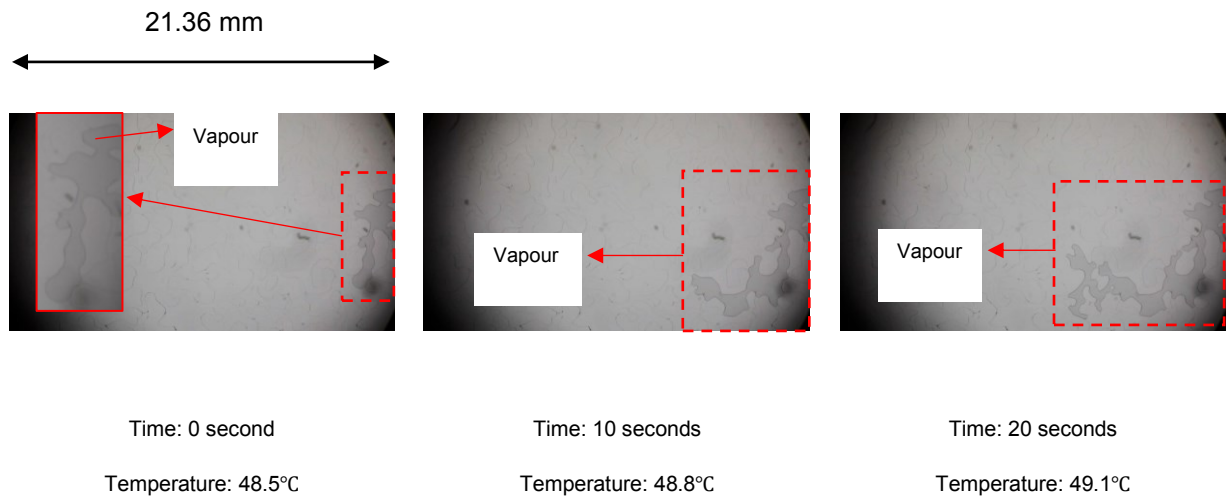 21.36 mm
Vapour
Vapour
Vapour
Time: 0 second
Time: 10 seconds
Time: 20 seconds
Temperature: 48.5℃
Temperature: 48.8℃
Temperature: 49.1℃